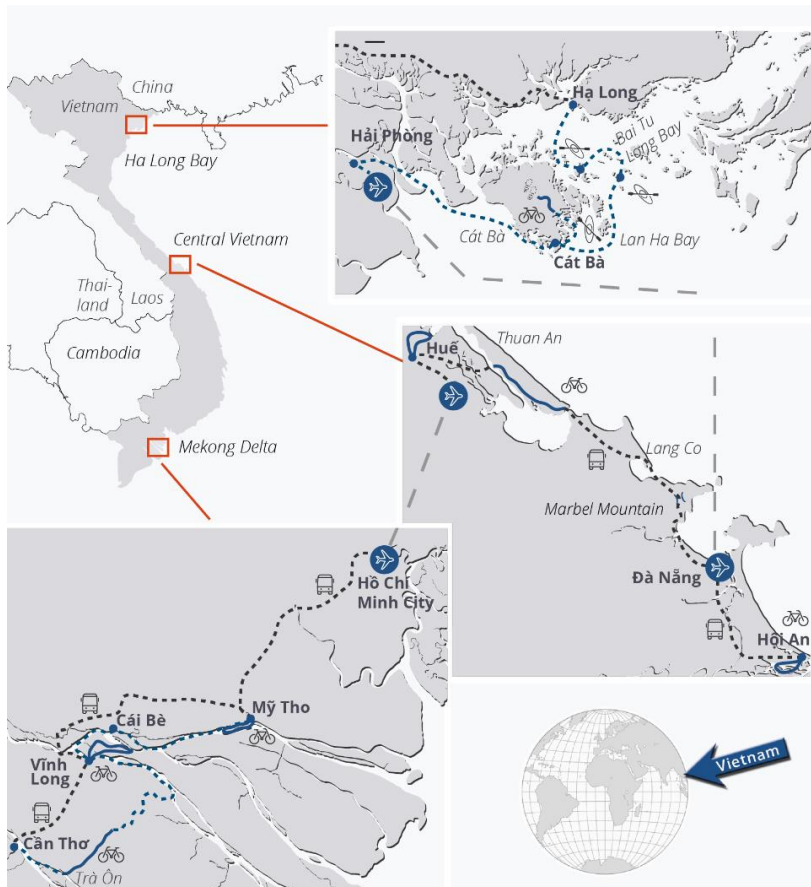 China
Vietnam
Ha Long Bay
Central Vietnam
Thai-
land
Laos
Cambodia
Mekong Delta
Hạ Long
Hải Phòng
Bai Tu
Long Bay
Cát Bà
Lan Ha Bay
Cát Bà
Huế
Thuan An
Lang Co
Marbel Mountain
Đà Nẵng
Hội An
Hồ Chí
Minh City
Mỹ Tho
Cái Bè
Vĩnh
Long
Cần Thơ
Trà Ôn
Vietnam